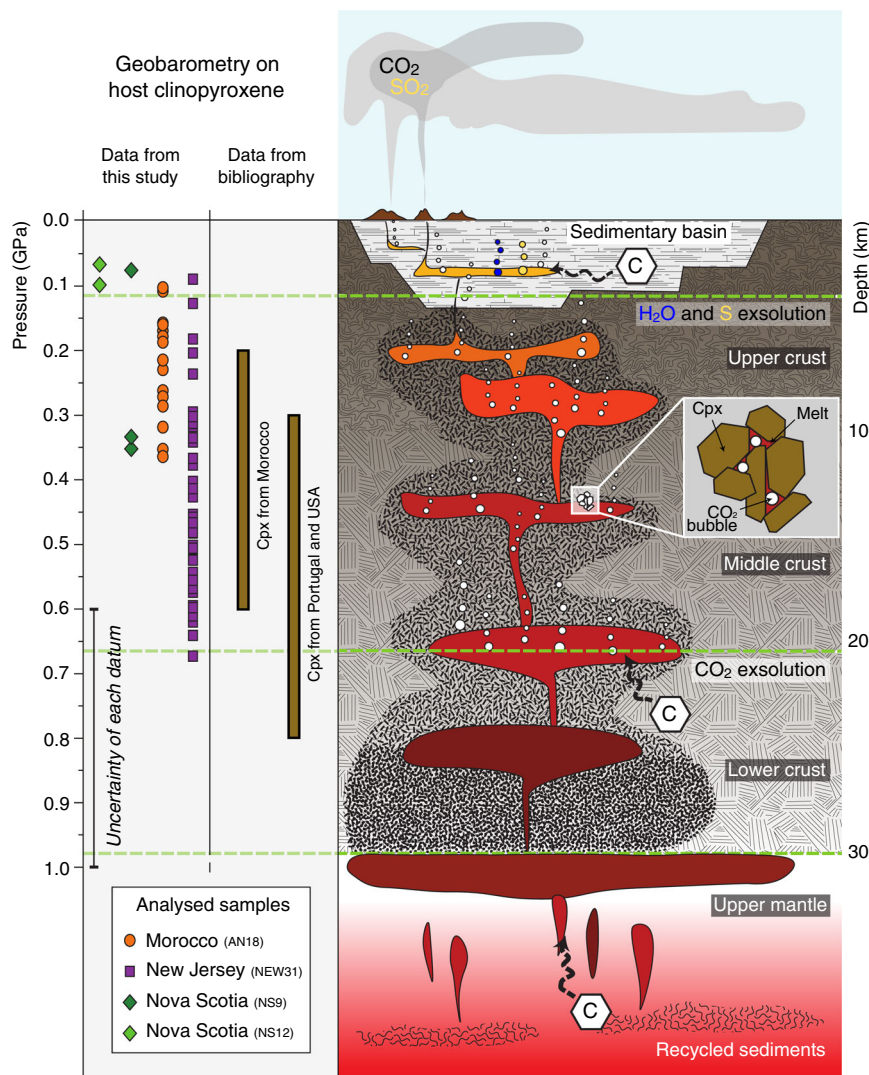 Geobarometry on
host clinopyroxene
Data from
this study
Data from
bibliography
CO2
SO2
Pressure (GPa)
0.0
0.1
0.2
0.3
0.4
0.5
0.6
0.7
0.8
0.9
1.0
Uncertainty of each datum
Cpx from Morocco
Cpx from Portugal and USA
Sedimentary basin
C
H2O and S exsolution
Upper crust
Cpx
Melt
CO2
bubble
Middle crust
CO2 exsolution
C
Lower crust
Upper mantle
C
Recycled sediments
Depth (km)
10
20
30
Analysed samples
Morocco (AN18)
New Jersey (NEW31)
Nova Scotia (NS9)
Nova Scotia (NS12)